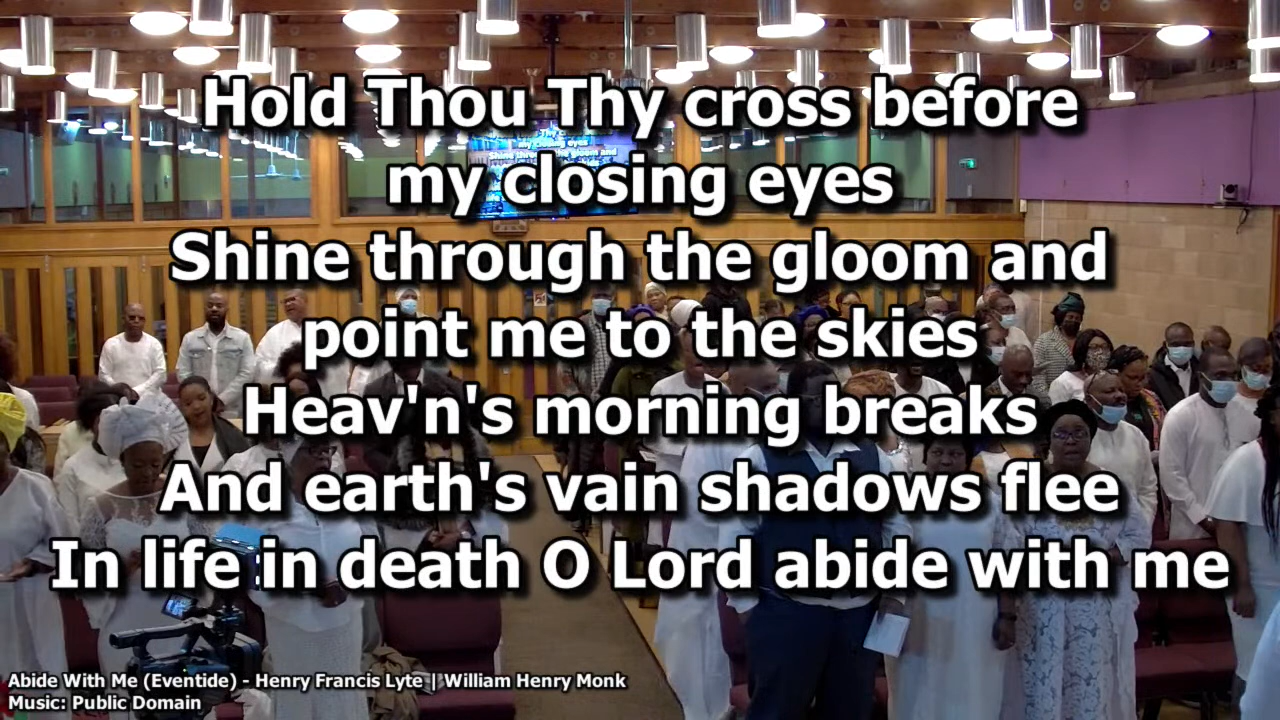 Hold Thou Thy cross before
my closing eyes
Shine through the gloom and
point me to the skies
Heav'n's morning breaks
And earth's vain shadows flee
In life in death O Lord abide with me
Abide With Me (Eventide) - Henry Francis Lyte | William Henry Monk
Music: Public Domain